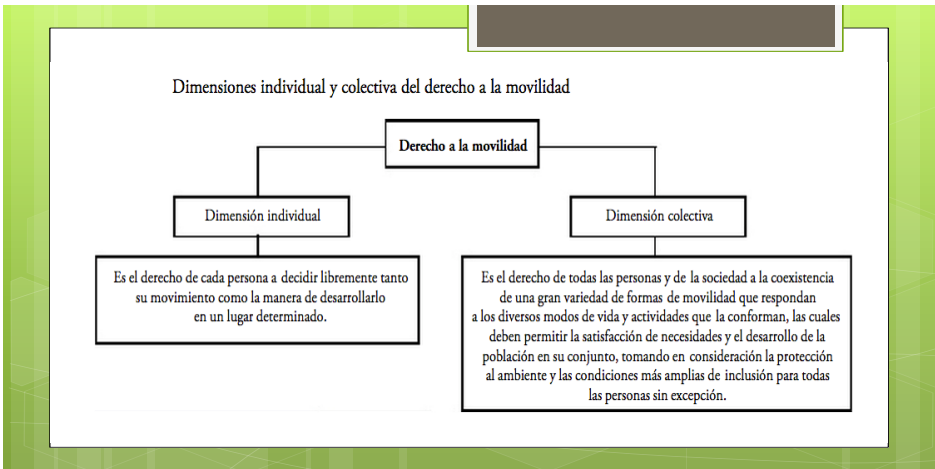 Dimensiones individual y colectiva del derecho a la movilidad
Derecho a la movilidad
Dimensión individual
Dimensión colectiva
Es el derecho de cada persona a decidir libremente tanto
su movimiento como la manera de desarrollarlo
en un lugar determinado.
Es el derecho de todas las personas y de la sociedad a la coexistencia
de una gran variedad de formas de movilidad que respondan
a los diversos modos de vida y actividades que la conforman, las cuales
deben permitir la satisfacción de necesidades y el desarrollo de la
población en su conjunto, tomando en consideración la protección
al ambiente y las condiciones más amplias de inclusión para todas
las personas sin excepción.